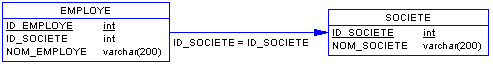 EMPLOYE
ID_EMPLOYE int
ID_SOCIETE int
NOM_EMPLOYE varchar(200)
ID_SOCIETE = ID_SOCIETE
SOCIETE
ID_SOCIETE int
NOM_SOCIETE varchar(200)